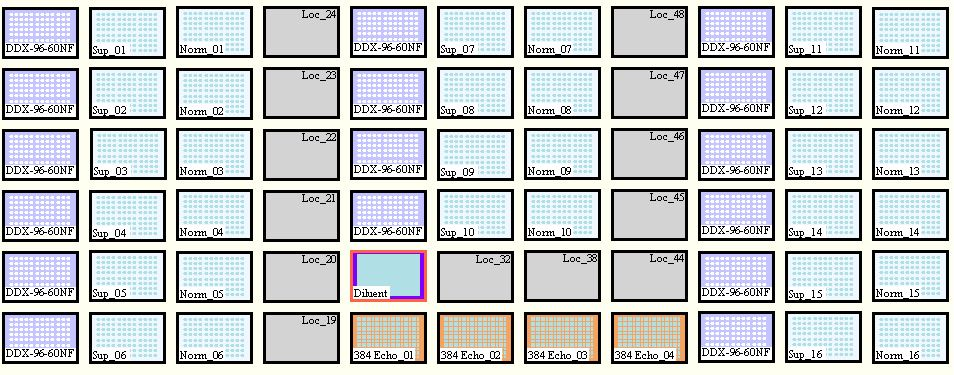 DDX-96-60NF Sup_01 Norm_01 Loc_24 DDX-96-60NF Sup_07 Norm_07 Loc_48 DDX-96-60NF Sup_11 Norm_11
DDX-96-60NF Sup_02 Norm_02 Loc_23 DDX-96-60NF Sup_08 Norm_08 Loc_47 DDX-96-60NF Sup_12 Norm_12
DDX-96-60NF Sup_03 Norm_03 Loc_22 DDX-96-60NF Sup_09 Norm_09 Loc_46 DDX-96-60NF Sup_13 Norm_13
DDX-96-60NF Sup_04 Norm_04 Loc_21 DDX-96-60NF Sup_10 Norm_10 Loc_45 DDX-96-60NF Sup_14 Norm_14
DDX-96-60NF Sup_05 Norm_05 Loc_20 Diluent Loc_32 Loc_38 Loc_44 DDX-96-60NF Sup_15 Norm_15
DDX-96-60NF Sup_06 Norm_06 Loc_19 384 Echo_01 384 Echo_02 384 Echo_03 384 Echo_04 DDX-96-60NF Sup_16 Norm_16